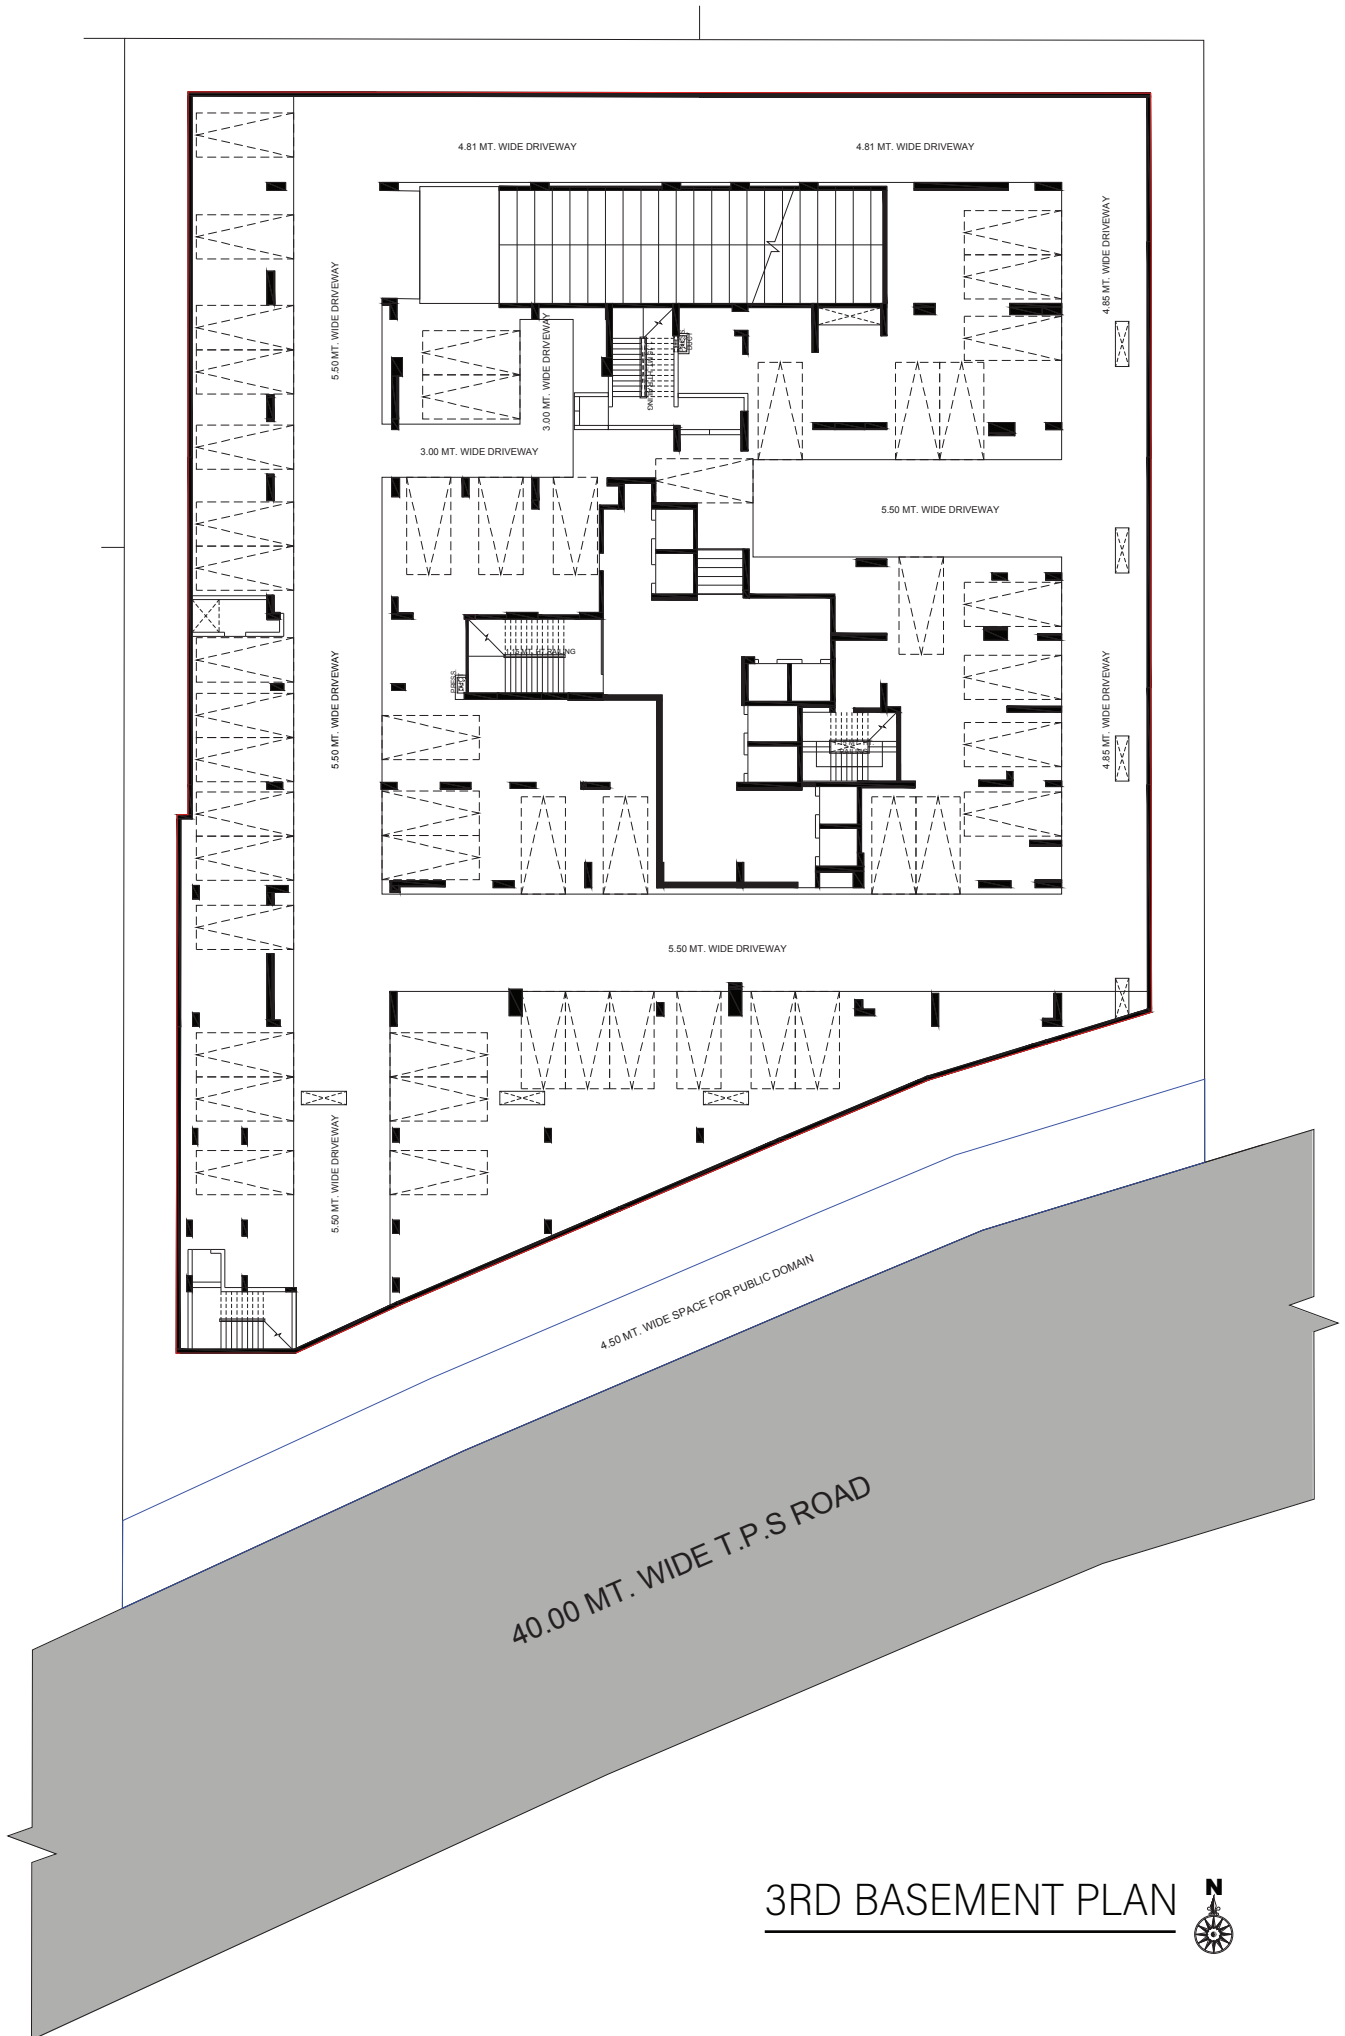 4.81 MT. WIDE DRIVEWAY
4.81 MT. WIDE DRIVEWAY
4.85 MT. WIDE DRIVEWAY
5.50 MT. WIDE DRIVEWAY
3.00 MT. WIDE DRIVEWAY
3.00 MT. WIDE DRIVEWAY
5.50 MT. WIDE DRIVEWAY
5.50 MT. WIDE DRIVEWAY
4.85 MT. WIDE DRIVEWAY
5.50 MT. WIDE DRIVEWAY
5.50 MT. WIDE DRIVEWAY
4.50 MT. WIDE SPACE FOR PUBLIC DOMAIN
40.00 MT. WIDE T.P.S ROAD
3RD BASEMENT PLAN
N